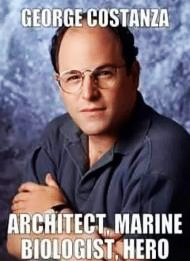 GEORGE COSTANZA
ARCHITECT, MARINE
BIOLOGIST, HERO